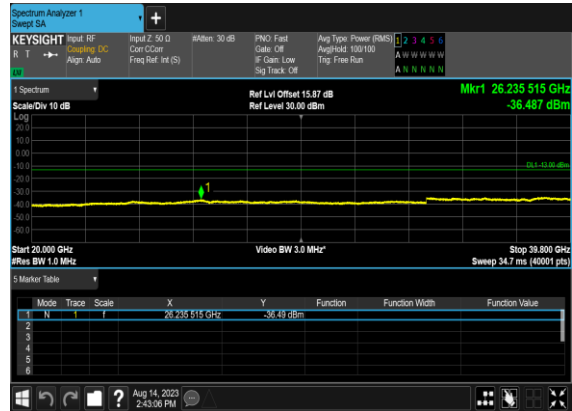 Spectrum Analyzer 1
Swept SA
+
KEYSIGHT
R T
Input: RF
Coupling: DC
Align: Auto
Input Z: 50 Ω
Corr CCorr
Freq Ref: Int (S)
#Atten: 30 dB
PNO: Fast
Gate: Off
IF Gain: Low
Sig Track: Off
Avg Type: Power (RMS)
Avg|Hold: 100/100
Trig: Free Run
1 2 3 4 5 6
A W W W W W
A N N N N N
1 Spectrum
Scale/Div 10 dB
Ref Lvl Offset 15.87 dB
Ref Level 30.00 dBm
Mkr1 26.235 515 GHz
-36.487 dBm
Log
20.0
10.0
0.00
-10.0
-20.0
-30.0
-40.0
-50.0
-60.0
DL1 -13.00 dBm
1
Start 20.000 GHz
#Res BW 1.0 MHz
Video BW 3.0 MHz*
Stop 39.800 GHz
Sweep 34.7 ms (40001 pts)
5 Marker Table
Mode Trace Scale X Y Function Function Width Function Value
1 N 1 f 26.235 515 GHz -36.49 dBm
2
3
4
5
6
?
Aug 14, 2023
2:43:06 PM